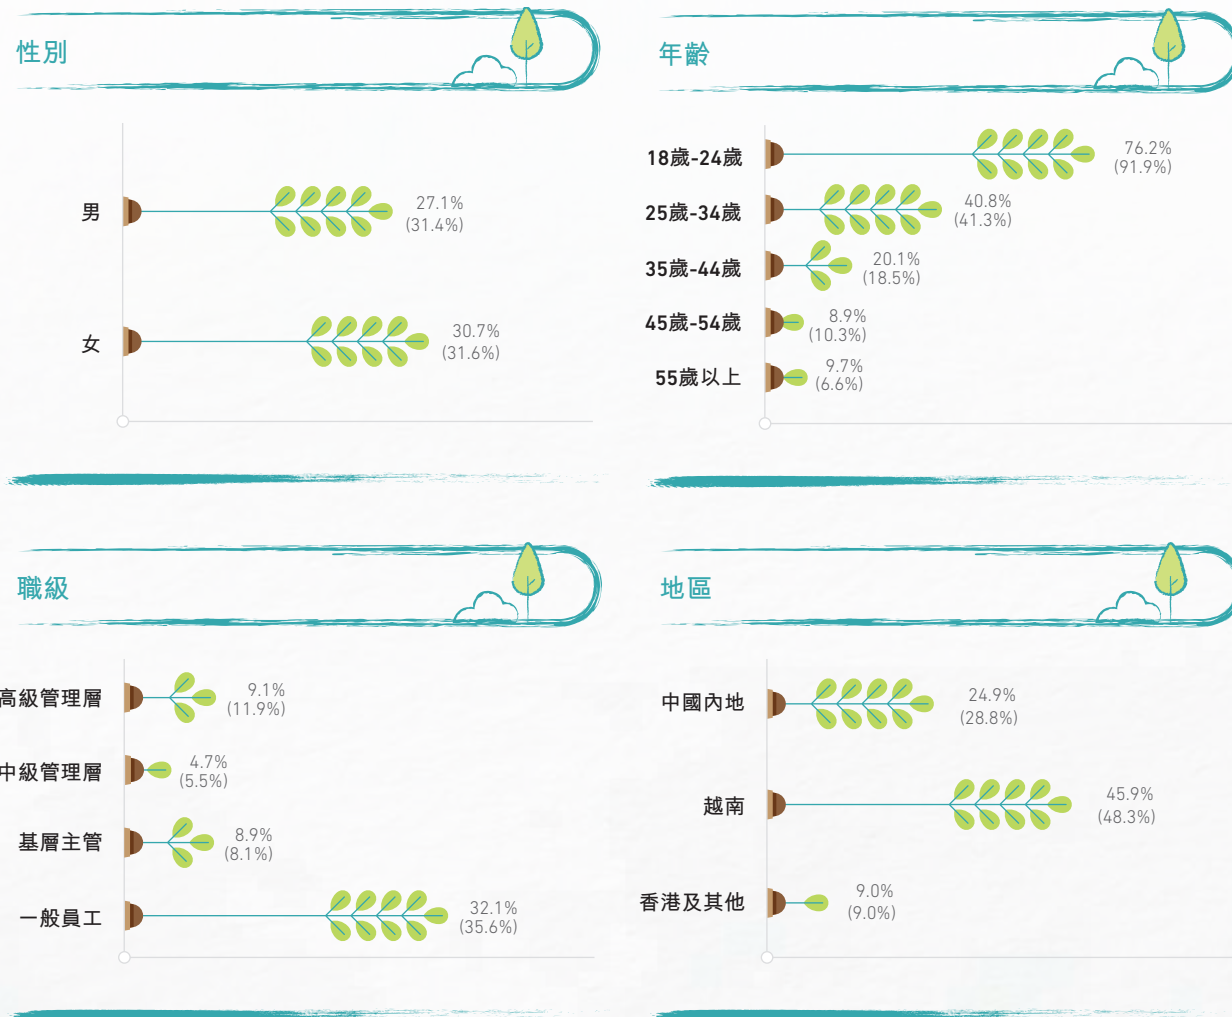 性別
男
27.1%
(31.4%)
女
30.7%
(31.6%)
年齡
18歲-24歲
76.2%
(91.9%)
25歲-34歲
40.8%
(41.3%)
35歲-44歲
20.1%
(18.5%)
45歲-54歲
8.9%
(10.3%)
55歲以上
9.7%
(6.6%)
職級
高級管理層
9.1%
(11.9%)
中級管理層
4.7%
(5.5%)
基層主管
8.9%
(8.1%)
一般員工
32.1%
(35.6%)
地區
中國內地
24.9%
(28.8%)
越南
45.9%
(48.3%)
香港及其他
9.0%
(9.0%)